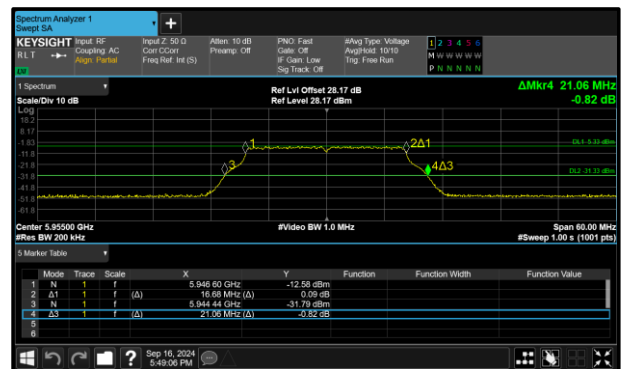 Spectrum Analyzer 1
Swept SA
+
KEYSIGHT Input: RF Input Z: 50 Ω Atten: 10 dB PNO: Fast #Avg Type: Voltage 1 2 3 4 5 6
RLT Coupling: AC Corr CCorr Preamp: Off Gate: Off Avg|Hold: 10/10 M W W W W W
Align: Partial Freq Ref: Int (S) IF Gain: Low Trig: Free Run
Sig Track: Off P N N N N N
1 Spectrum Ref Lvl Offset 28.17 dB ΔMkr4 21.06 MHz
Scale/Div 10 dB Ref Level 28.17 dBm -0.82 dB
Log
18.2
8.17
-1.83 1 2Δ1 DL1 -5.33 dBm
-11.8
-21.8 3 4Δ3
-31.8 DL2 -31.33 dBm
-41.8
-51.8
-61.8
Center 5.95500 GHz #Video BW 1.0 MHz Span 60.00 MHz
#Res BW 200 kHz #Sweep 1.00 s (1001 pts)
5 Marker Table
Mode Trace Scale X Y Function Function Width Function Value
1 N 1 f 5.946 60 GHz -12.58 dBm
2 Δ1 1 f (Δ) 16.68 MHz (Δ) 0.09 dB
3 N 1 f 5.944 44 GHz -31.79 dBm
4 Δ3 1 f (Δ) 21.06 MHz (Δ) -0.82 dB
5
6
? Sep 16, 2024
5:49:06 PM